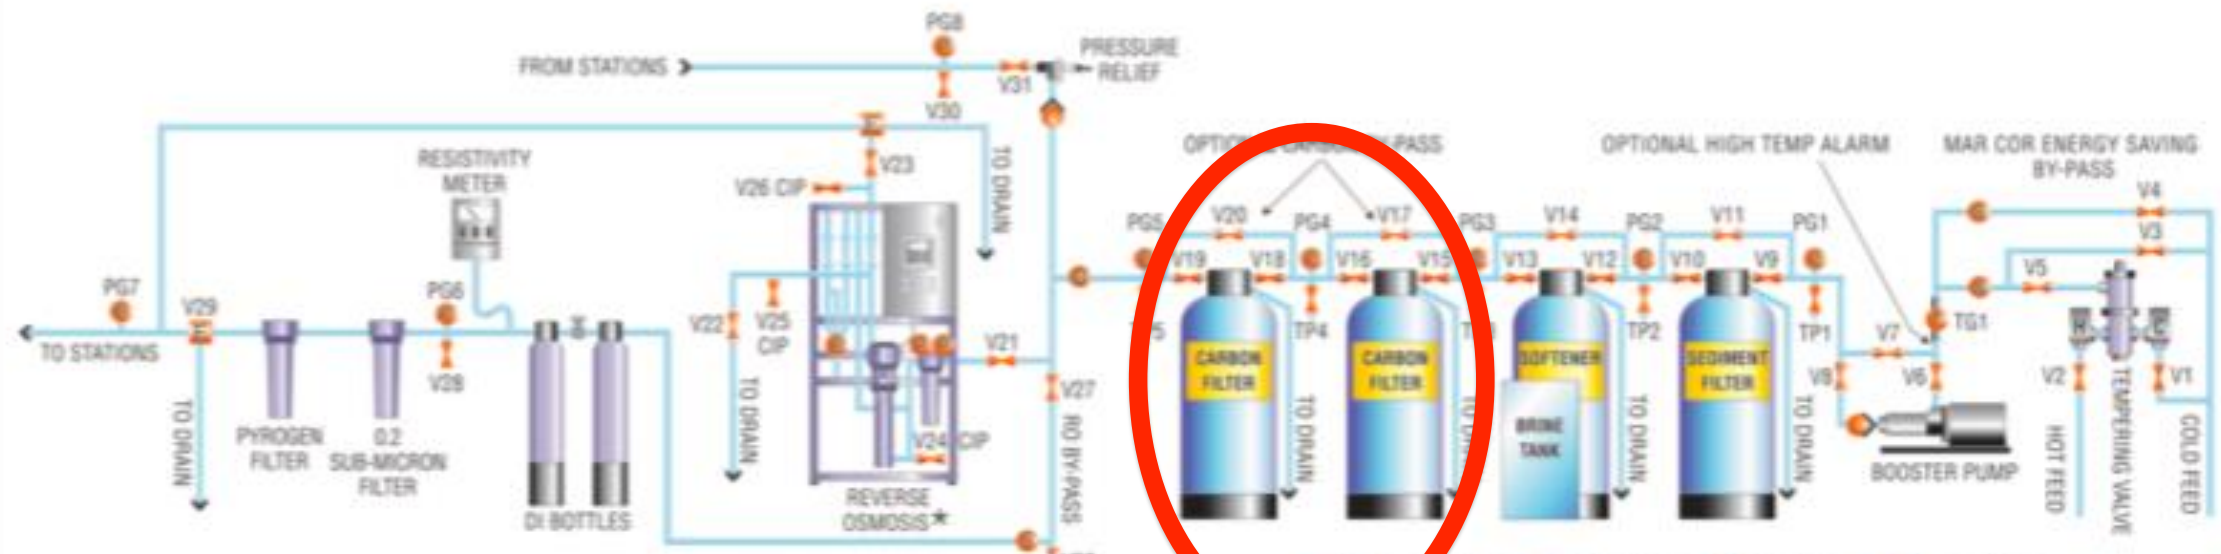 PG8
FROM STATIONS
PRESSURE
RELIEF
V31
V30
RESISTIVITY
METER
V23
V26 CIP
TO DRAIN
OPTIONAL HIGH TEMP ALARM
MAR COR ENERGY SAVING
BY-PASS
V4
V3
V5
PG5
V20
PG4
V17
PG3
V14
PG2
V11
PG1
V19
V18
V16
V15
V13
V12
V10
V9
PG7
V29
PG6
V22
V25
CIP
V21
TP4
TP2
TP1
V7
TG1
TO STATIONS
V28
V27
V8
V6
V2
V1
CARBON
FILTER
CARBON
FILTER
SOFTENER
SEDIMENT
FILTER
BRINE
TANK
TO DRAIN
PYROGEN
FILTER
0.2
SUB-MICRON
FILTER
TO DRAIN
V24 CIP
RO BY-PASS
TO DRAIN
TO DRAIN
TO DRAIN
BOOSTER PUMP
HOT FEED
TEMPERING VALVE
COLD FEED
DI BOTTLES
REVERSE
OSMOSIS*